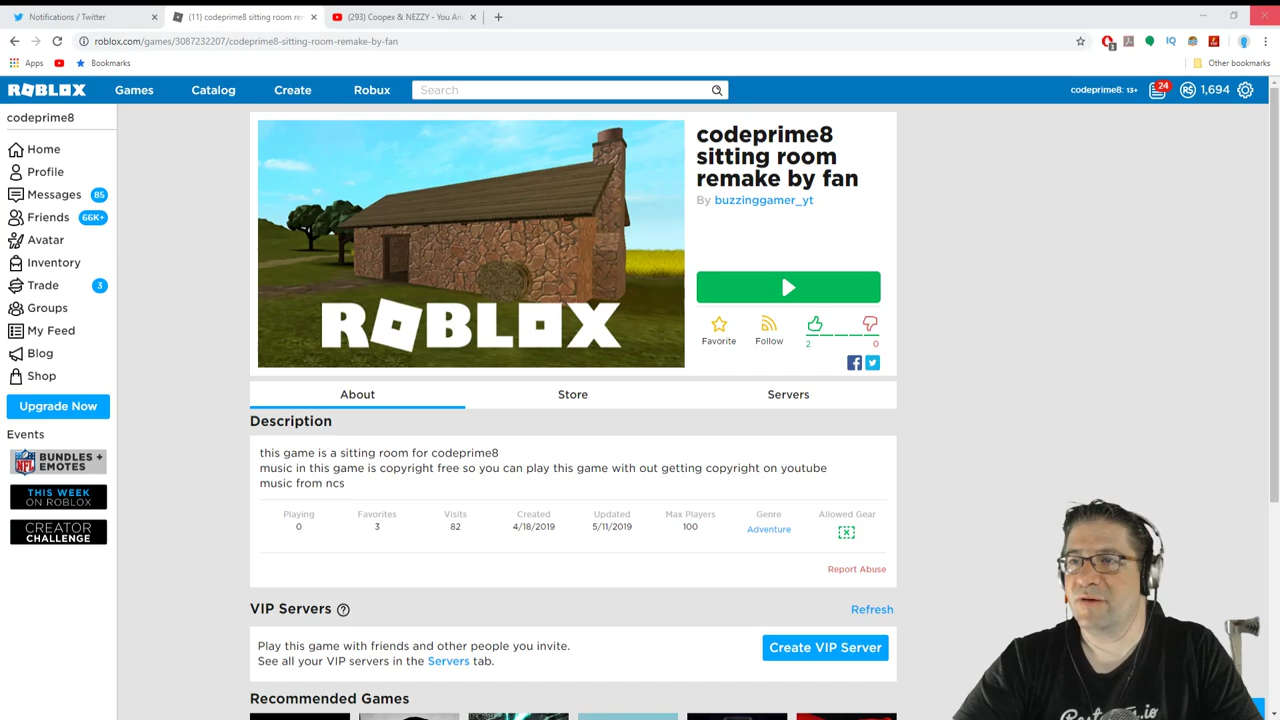 Notifications / Twitter
(11) codeprime8 sitting room re
(293) Coopex & NEZZY - You An
roblox.com/games/3087232207/codeprime8-sitting-room-remake-by-fan
3
IQ
Apps
Bookmarks
Other bookmarks
ROBLOX
Games
Catalog
Create
Robux
Search
codeprime8: 13+
24
R$
1,694
codeprime8
Home
Profile
Messages
85
Friends
66K+
Avatar
Inventory
Trade
3
Groups
My Feed
Blog
Shop
Upgrade Now
Events
NFL
BUNDLES +
EMOTES
THIS WEEK
ON ROBLOX
CREATOR
CHALLENGE
ROBLOX
codeprime8
sitting room
remake by fan
By buzzinggamer_yt
Favorite
Follow
2
0
About
Store
Servers
Description
this game is a sitting room for codeprime8
music in this game is copyright free so you can play this game with out getting copyright on youtube
music from ncs
Playing
Favorites
Visits
Created
Updated
Max Players
Genre
Allowed Gear
0
3
82
4/18/2019
5/11/2019
100
Adventure
Report Abuse
VIP Servers
Refresh
Play this game with friends and other people you invite.
See all your VIP servers in the Servers tab.
Create VIP Server
Recommended Games